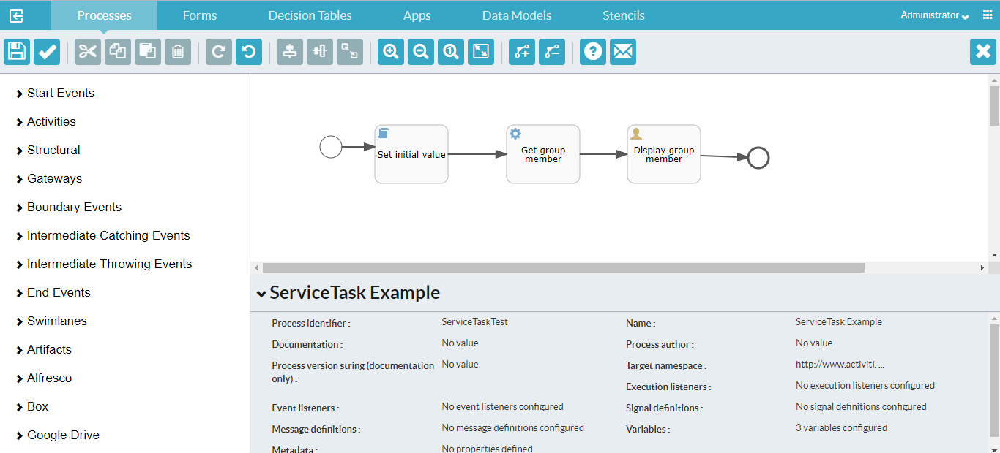 Processes Forms Decision Tables Apps Data Models Stencils Administrator
1 ?
Start Events
Activities
Structural
Gateways
Boundary Events
Intermediate Catching Events
Intermediate Throwing Events
End Events
Swimlanes
Artifacts
Alfresco
Box
Google Drive
Set initial value
Get group
member
Display group
member
ServiceTask Example
Process identifier : ServiceTaskTest Name : ServiceTask Example
Documentation : No value Process author : No value
Process version string (documentation No value Target namespace : http://www.activiti. ...
only) :
Execution listeners : No execution listeners configured
Event listeners : No event listeners configured Signal definitions : No signal definitions configured
Message definitions : No message definitions configured Variables : 3 variables configured
Metadata : No properties defined